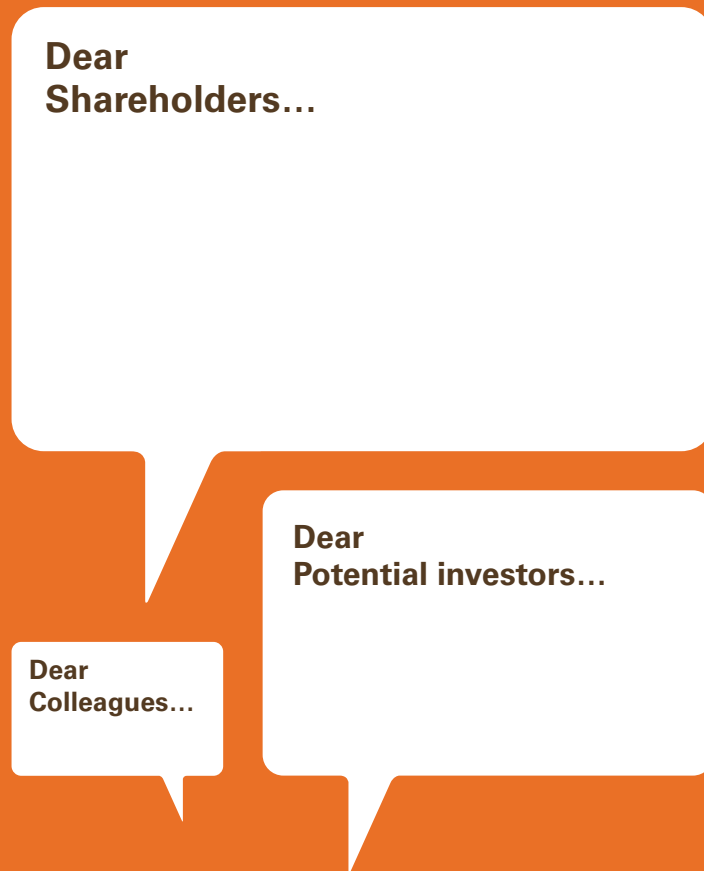 Dear
Shareholders…
Dear
Potential investors…
Dear
Colleagues…